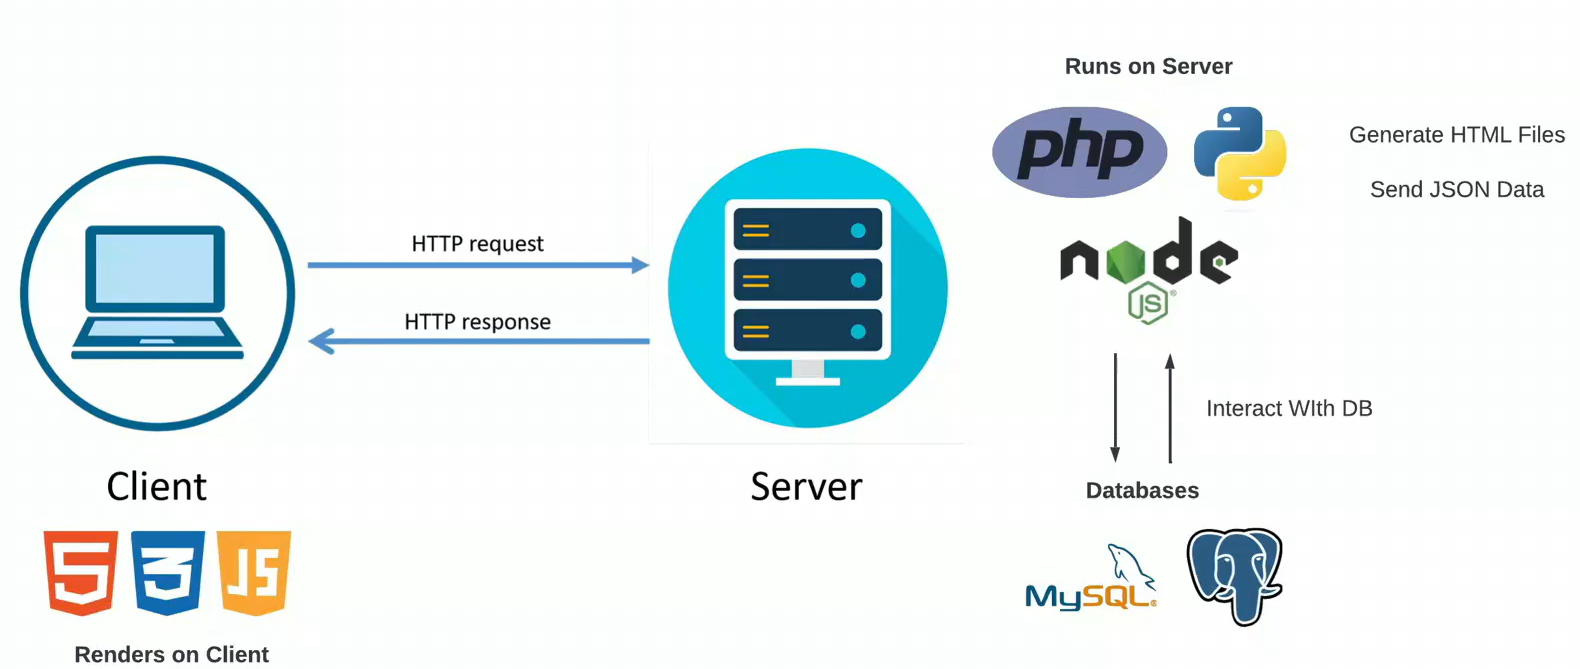 Runs on Server
php
Generate HTML Files
Send JSON Data
node
JS®
HTTP request
HTTP response
Interact WIth DB
Client
Server
Databases
5
3
JS
MySQL®
Renders on Client